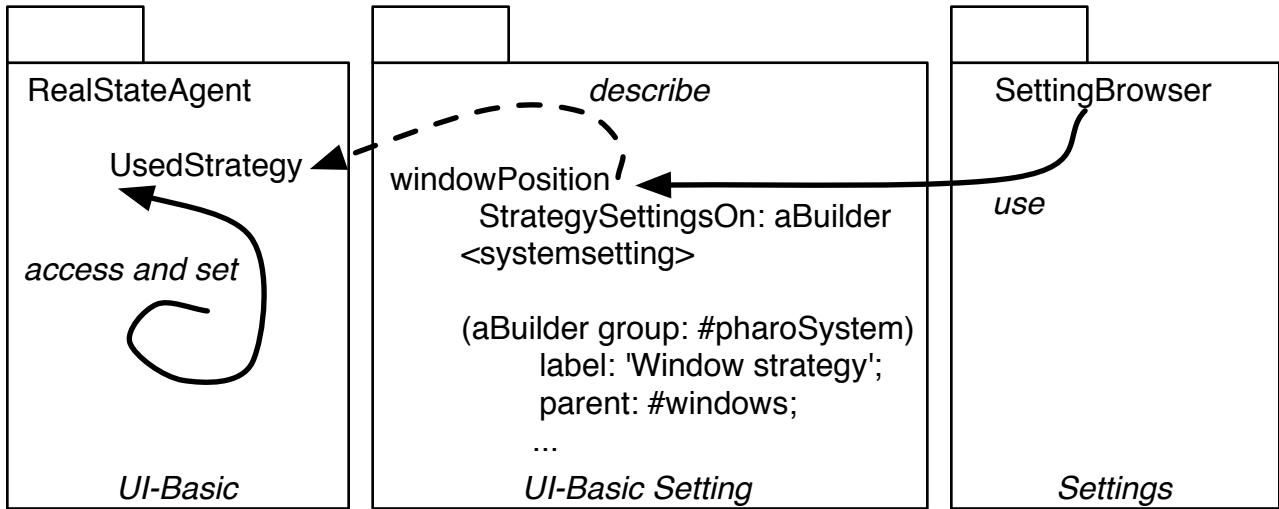 RealStateAgent
UsedStrategy
access and set
UI-Basic
describe
windowPosition
StrategySettingsOn: aBuilder
<systemsetting>
(aBuilder group: #pharoSystem)
label: 'Window strategy';
parent: #windows;
...
UI-Basic Setting
SettingBrowser
use
Settings